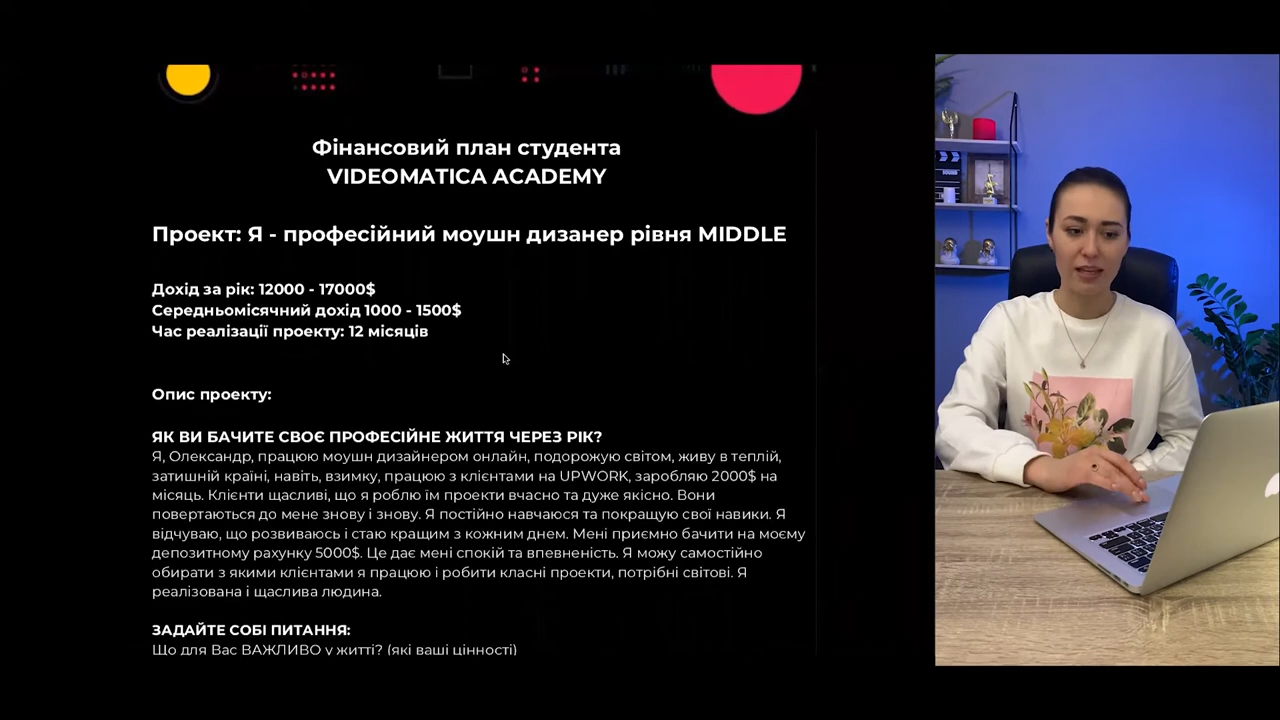 Фінансовий план студента
VIDEOMATICA ACADEMY
Проект: Я - професійний моушн дизанер рівня MIDDLE
Дохід за рік: 12000 - 17000$
Середньомісячний дохід 1000 - 1500$
Час реалізації проекту: 12 місяців
Опис проекту:
ЯК ВИ БАЧИТЕ СВОЄ ПРОФЕСІЙНЕ ЖИТТЯ ЧЕРЕЗ РІК?
Я, Олександр, працюю моушн дизайнером онлайн, подорожую світом, живу в теплій,
затишній країні, навіть, взимку, працюю з клієнтами на UPWORK, заробляю 2000$ на
місяць. Клієнти щасливі, що я роблю їм проекти вчасно та дуже якісно. Вони
повертаються до мене знову і знову. Я постійно навчаюся та покращую свої навики. Я
відчуваю, що розвиваюсь і стаю кращим з кожним днем. Мені приємно бачити на моєму
депозитному рахунку 5000$. Це дає мені спокій та впевненість. Я можу самостійно
обирати з якими клієнтами я працюю і робити класні проекти, потрібні світові. Я
реалізована і щаслива людина.
ЗАДАЙТЕ СОБІ ПИТАННЯ:
Що для Вас ВАЖЛИВО у житті? (які ваші цінності)